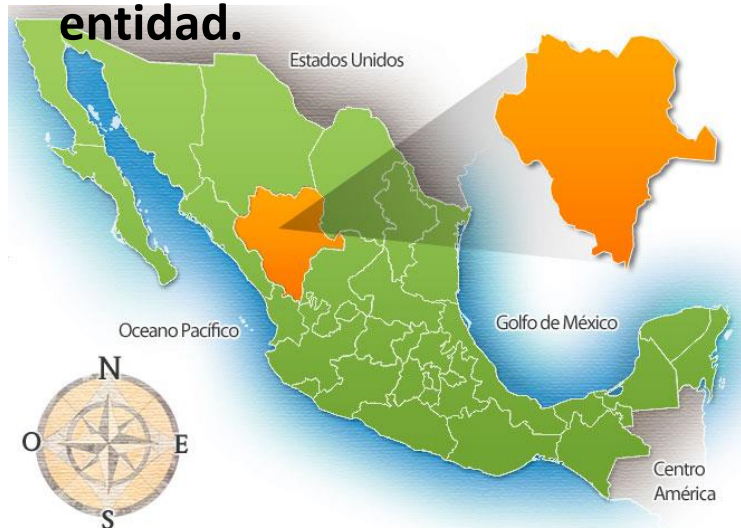 entidad.
Estados Unidos
Golfo de México
Oceano Pacífico
N
O
E
S
Centro
América